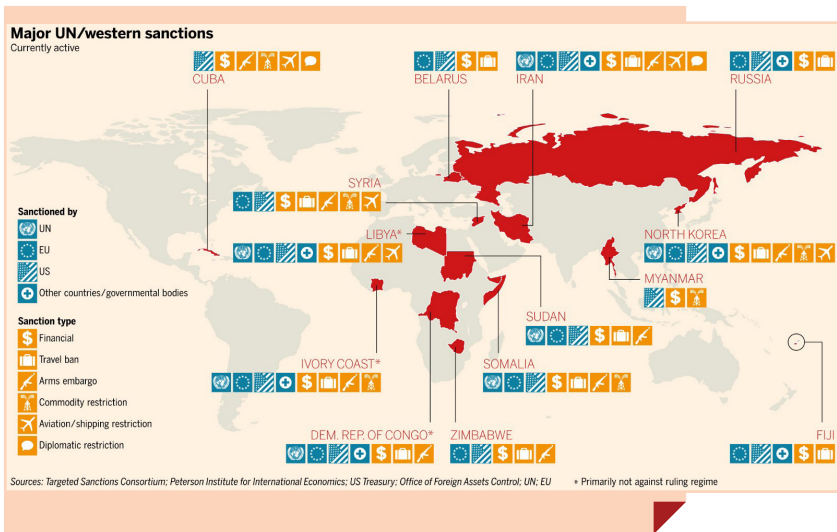 Major UN/western sanctions
Currently active
CUBA
BELARUS
IRAN
RUSSIA
SYRIA
LIBYA*
NORTH KOREA
MYANMAR
SUDAN
IVORY COAST*
SOMALIA
DEM. REP. OF CONGO*
ZIMBABWE
FIJI
Sanctioned by
UN
EU
US
Other countries/governmental bodies
Sanction type
$ Financial
Travel ban
Arms embargo
Commodity restriction
Aviation/shipping restriction
Diplomatic restriction
Sources: Targeted Sanctions Consortium; Peterson Institute for International Economics; US Treasury; Office of Foreign Assets Control; UN; EU
* Primarily not against ruling regime